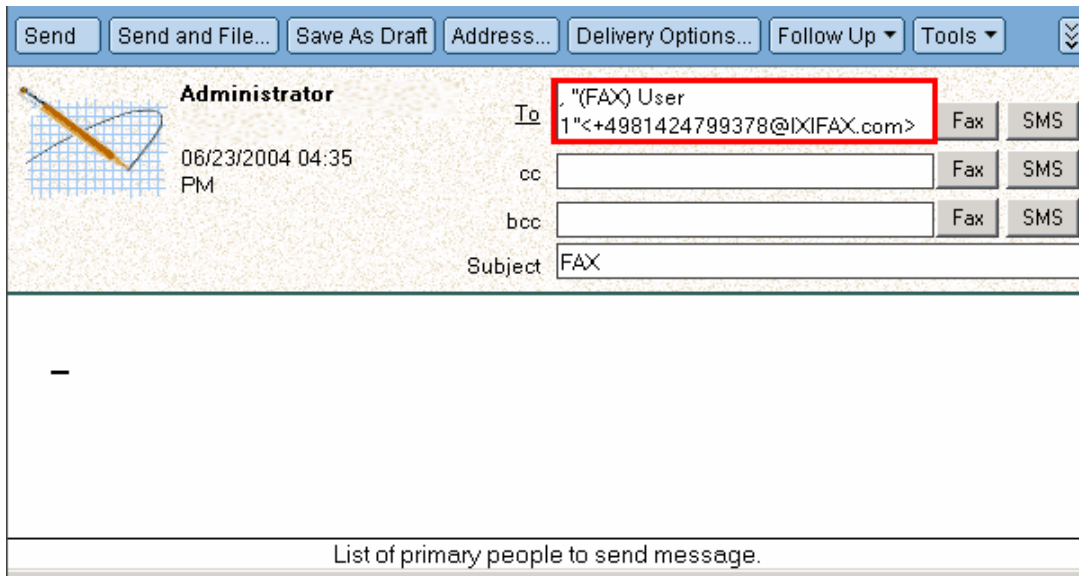 Send Send and File... Save As Draft Address... Delivery Options... Follow Up Tools
Administrator
06/23/2004 04:35
PM
To , "(FAX) User
1"<+4981424799378@IXIFAX.com> Fax SMS
cc Fax SMS
bcc Fax SMS
Subject FAX
List of primary people to send message.